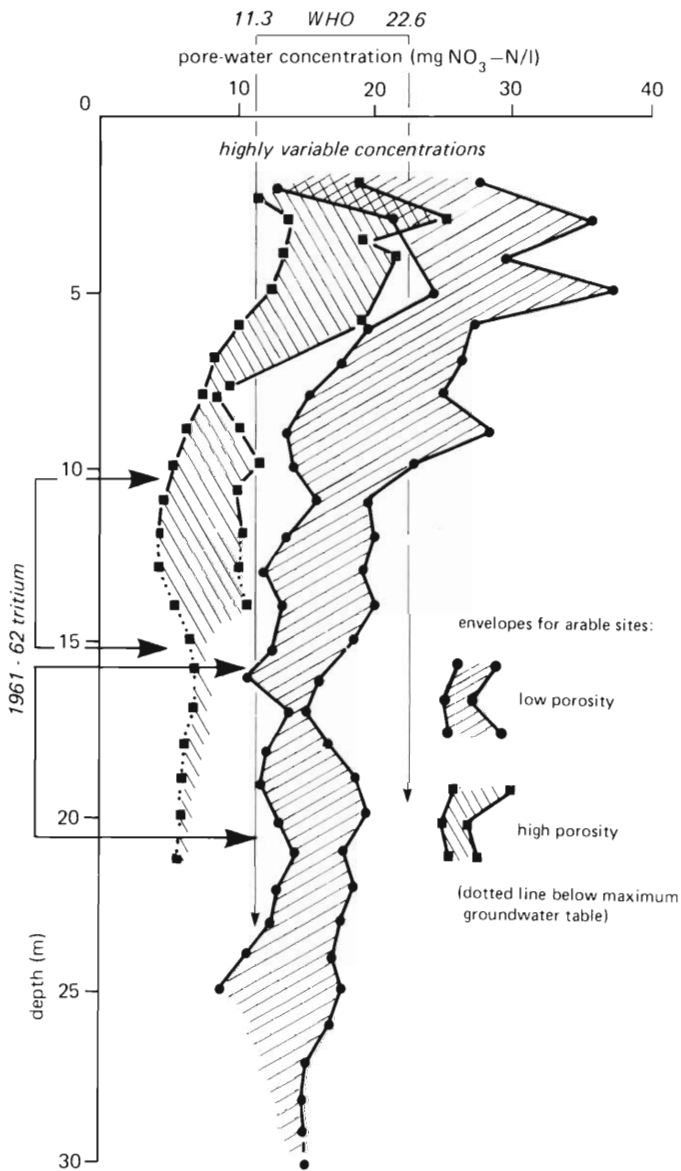 11.3 WHO 22.6
pore-water concentration (mg NO3–N/l)
0 10 20 30 40
highly variable concentrations
5
10
15
20
25
30
depth (m)
1961 - 62 tritium
envelopes for arable sites:
low porosity
high porosity
(dotted line below maximum
groundwater table)